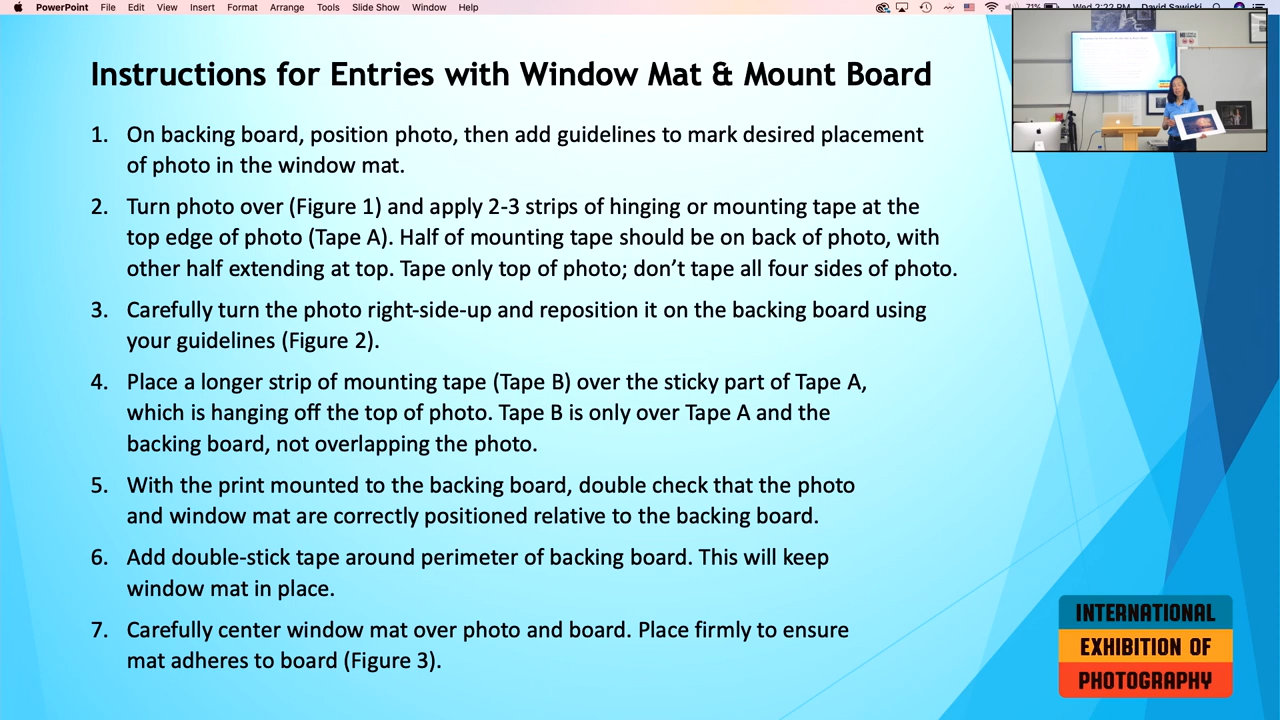 PowerPoint File Edit View Insert Format Arrange Tools Slide Show Window Help 71% Wed 2:22 PM David Sawicki
Instructions for Entries with Window Mat & Mount Board
1. On backing board, position photo, then add guidelines to mark desired placement
of photo in the window mat.
2. Turn photo over (Figure 1) and apply 2-3 strips of hinging or mounting tape at the
top edge of photo (Tape A). Half of mounting tape should be on back of photo, with
other half extending at top. Tape only top of photo; don’t tape all four sides of photo.
3. Carefully turn the photo right-side-up and reposition it on the backing board using
your guidelines (Figure 2).
4. Place a longer strip of mounting tape (Tape B) over the sticky part of Tape A,
which is hanging off the top of photo. Tape B is only over Tape A and the
backing board, not overlapping the photo.
5. With the print mounted to the backing board, double check that the photo
and window mat are correctly positioned relative to the backing board.
6. Add double-stick tape around perimeter of backing board. This will keep
window mat in place.
7. Carefully center window mat over photo and board. Place firmly to ensure
mat adheres to board (Figure 3).
INTERNATIONAL
EXHIBITION OF
PHOTOGRAPHY